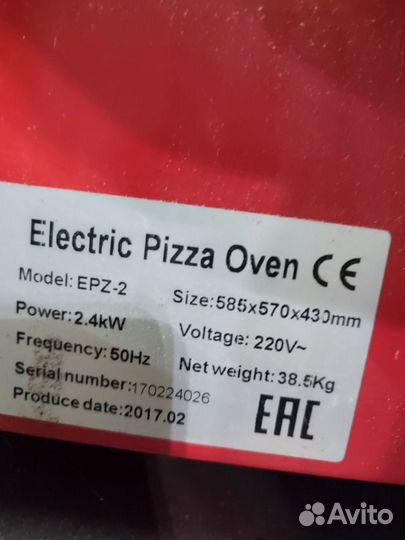 Electric Pizza Oven CE
Model: EPZ-2
Size: 585x570x430mm
Power: 2.4kW
Voltage: 220V~
Frequency: 50Hz
Net weight: 38.5Kg
Serial number: 170224026
Produce date: 2017.02
EAC
Avito